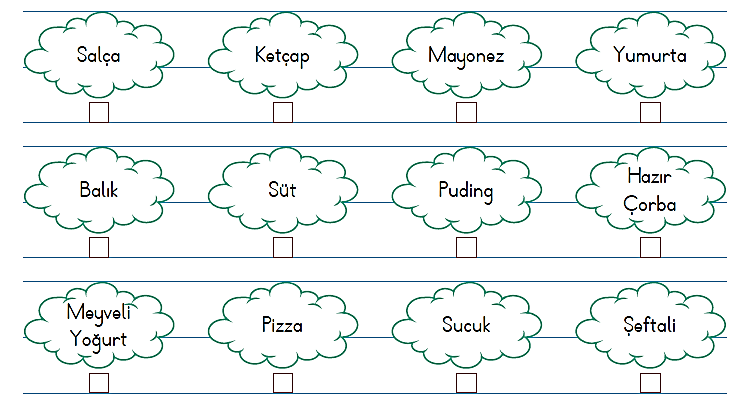 Salça Ketçap Mayonez Yumurta
Balık Süt Puding Hazır Çorba
Meyveli Yoğurt Pizza Sucuk Şeftali